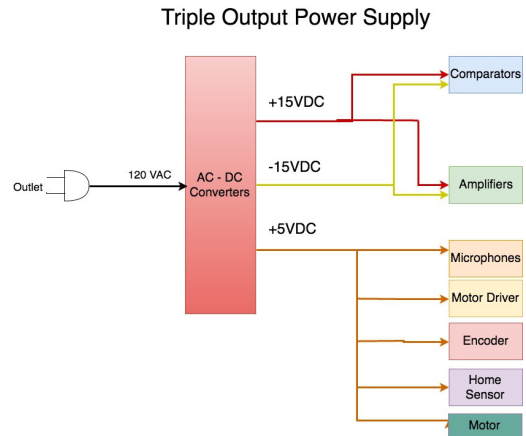 Triple Output Power Supply
Comparators
+15VDC
120 VAC
-15VDC
Outlet
AC - DC
Converters
Amplifiers
+5VDC
Microphones
Motor Driver
Encoder
Home
Sensor
Motor